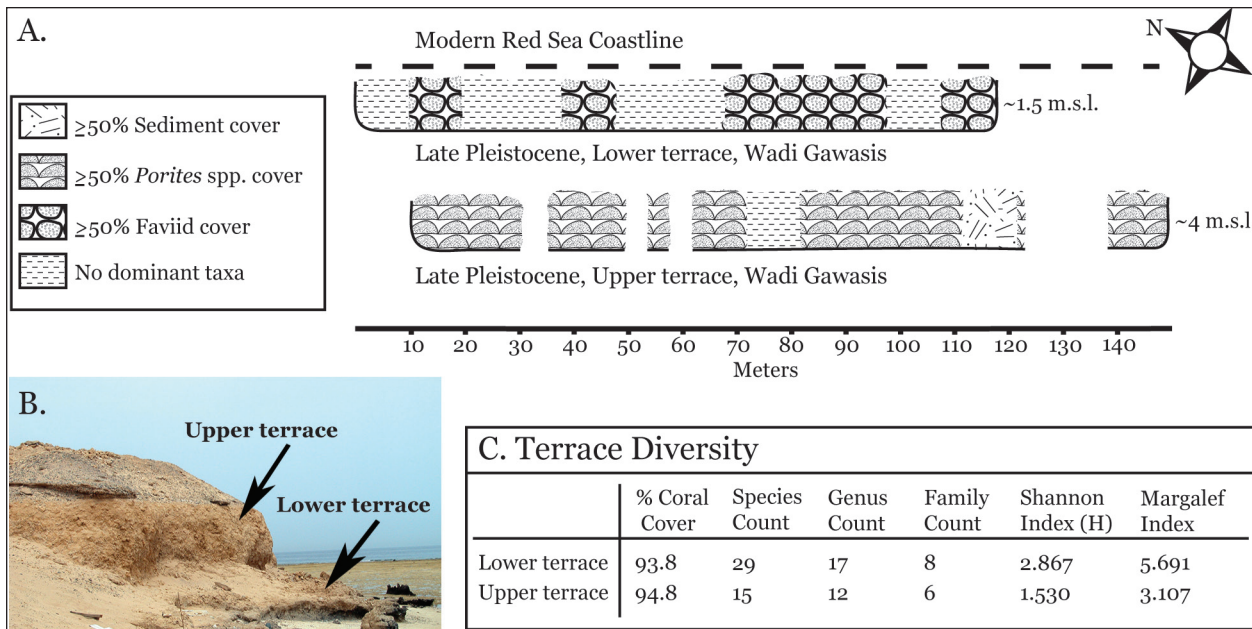 A.
Modern Red Sea Coastline
N
≥50% Sediment cover
≥50% Porites spp. cover
≥50% Faviid cover
No dominant taxa
~1.5 m.s.l.
Late Pleistocene, Lower terrace, Wadi Gawasis
~4 m.s.l.
Late Pleistocene, Upper terrace, Wadi Gawasis
10 20 30 40 50 60 70 80 90 100 110 120 130 140
Meters
B.
Upper terrace
Lower terrace
C. Terrace Diversity
% Coral Species Genus Family Shannon Margalef
Cover Count Count Count Index (H) Index
Lower terrace 93.8 29 17 8 2.867 5.691
Upper terrace 94.8 15 12 6 1.530 3.107